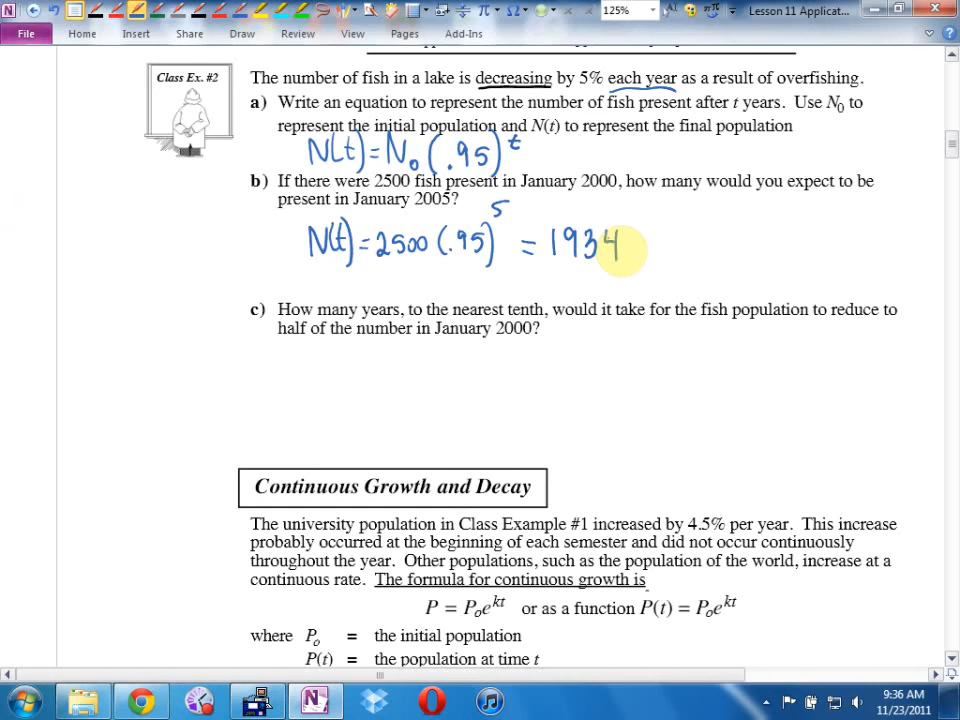 125%
Lesson 11 Applicat...
File Home Insert Share Draw Review View Pages Add-Ins
Class Ex. #2
The number of fish in a lake is decreasing by 5% each year as a result of overfishing.
a) Write an equation to represent the number of fish present after t years. Use N₀ to
represent the initial population and N(t) to represent the final population
N(t)=N₀(.95)^t
b) If there were 2500 fish present in January 2000, how many would you expect to be
present in January 2005?
N(t)=2500(.95)^5 = 1934
c) How many years, to the nearest tenth, would it take for the fish population to reduce to
half of the number in January 2000?
Continuous Growth and Decay
The university population in Class Example #1 increased by 4.5% per year. This increase
probably occurred at the beginning of each semester and did not occur continuously
throughout the year. Other populations, such as the population of the world, increase at a
continuous rate. The formula for continuous growth is
P = Pₒe^kt or as a function P(t) = Pₒe^kt
where Pₒ = the initial population
P(t) = the population at time t
9:36 AM
11/23/2011